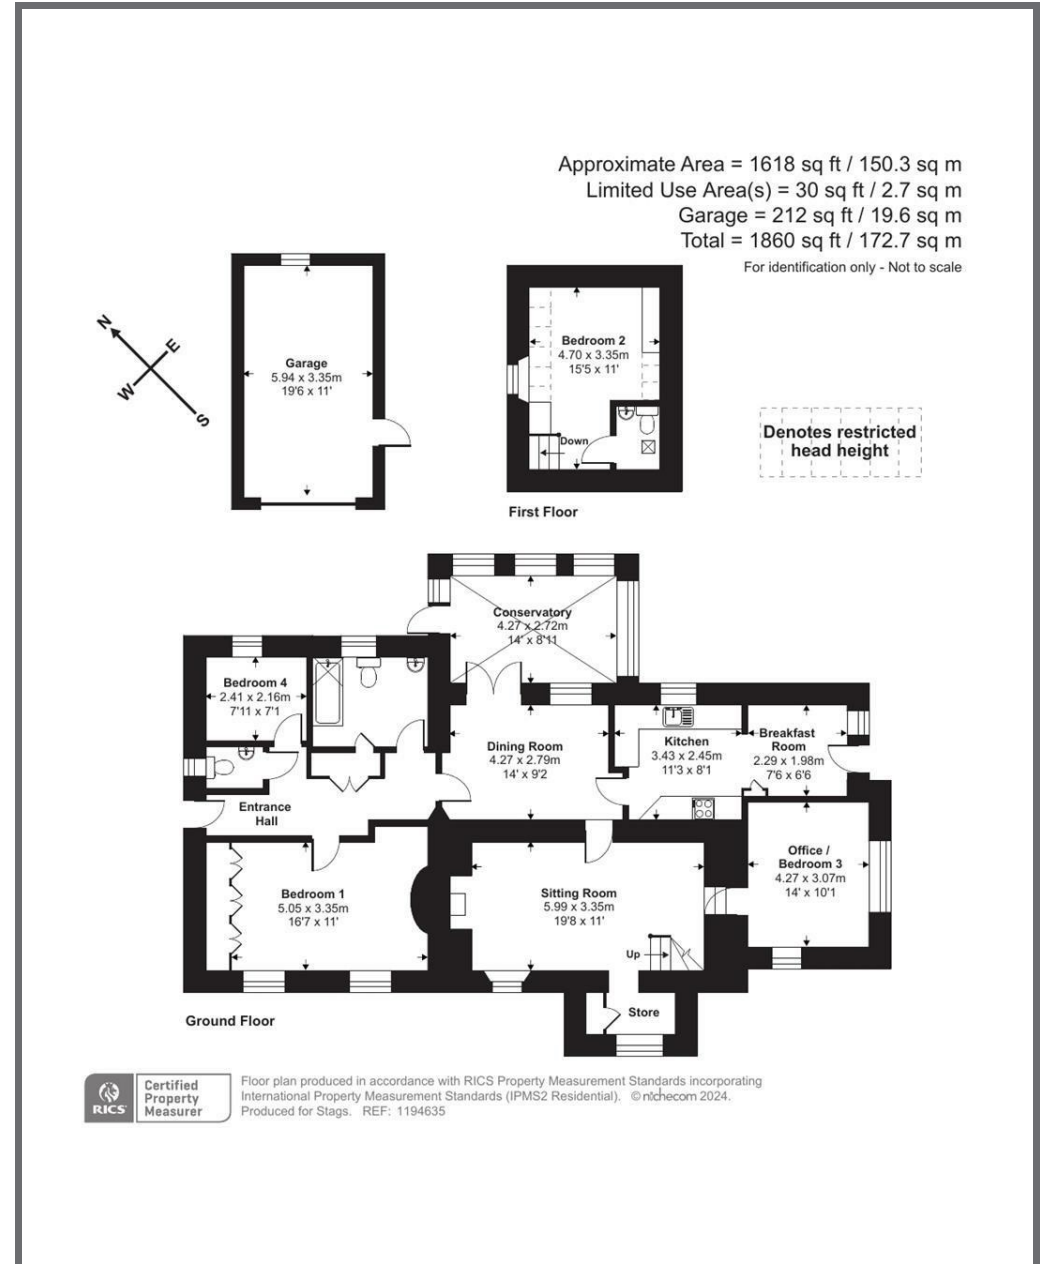 Approximate Area = 1618 sq ft / 150.3 sq m
Limited Use Area(s) = 30 sq ft / 2.7 sq m
Garage = 212 sq ft / 19.6 sq m
Total = 1860 sq ft / 172.7 sq m
For identification only - Not to scale
N
E
W
S
Garage
5.94 x 3.35m
19'6 x 11'
Bedroom 2
4.70 x 3.35m
15'5 x 11'
Down
First Floor
Denotes restricted
head height
Conservatory
4.27 x 2.72m
14' x 8'11
Bedroom 4
2.41 x 2.16m
7'11 x 7'1
Dining Room
4.27 x 2.79m
14' x 9'2
Kitchen
3.43 x 2.45m
11'3 x 8'1
Breakfast
Room
2.29 x 1.98m
7'6 x 6'6
Entrance
Hall
Bedroom 1
5.05 x 3.35m
16'7 x 11'
Sitting Room
5.99 x 3.35m
19'8 x 11'
Up
Office /
Bedroom 3
4.27 x 3.07m
14' x 10'1
Store
Ground Floor
RICS
Certified
Property
Measurer
Floor plan produced in accordance with RICS Property Measurement Standards incorporating
International Property Measurement Standards (IPMS2 Residential). © nichecom 2024.
Produced for Stags. REF: 1194635